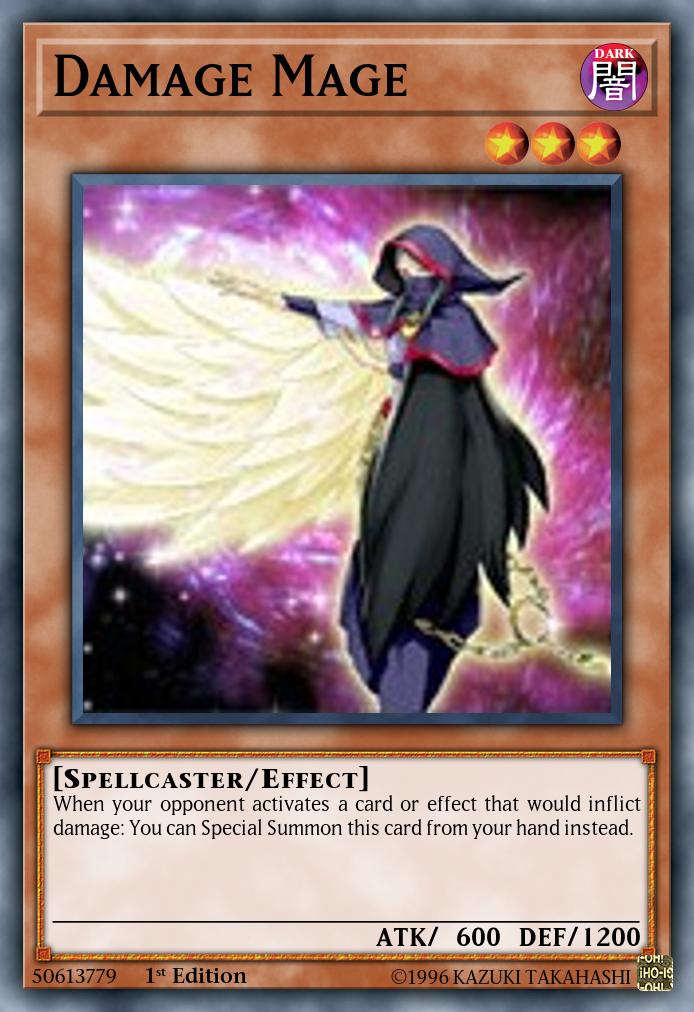 Damage Mage
DARK
闇
[Spellcaster/Effect]
When your opponent activates a card or effect that would inflict
damage: You can Special Summon this card from your hand instead.
ATK/ 600 DEF/1200
50613779 1st Edition ©1996 KAZUKI TAKAHASHI